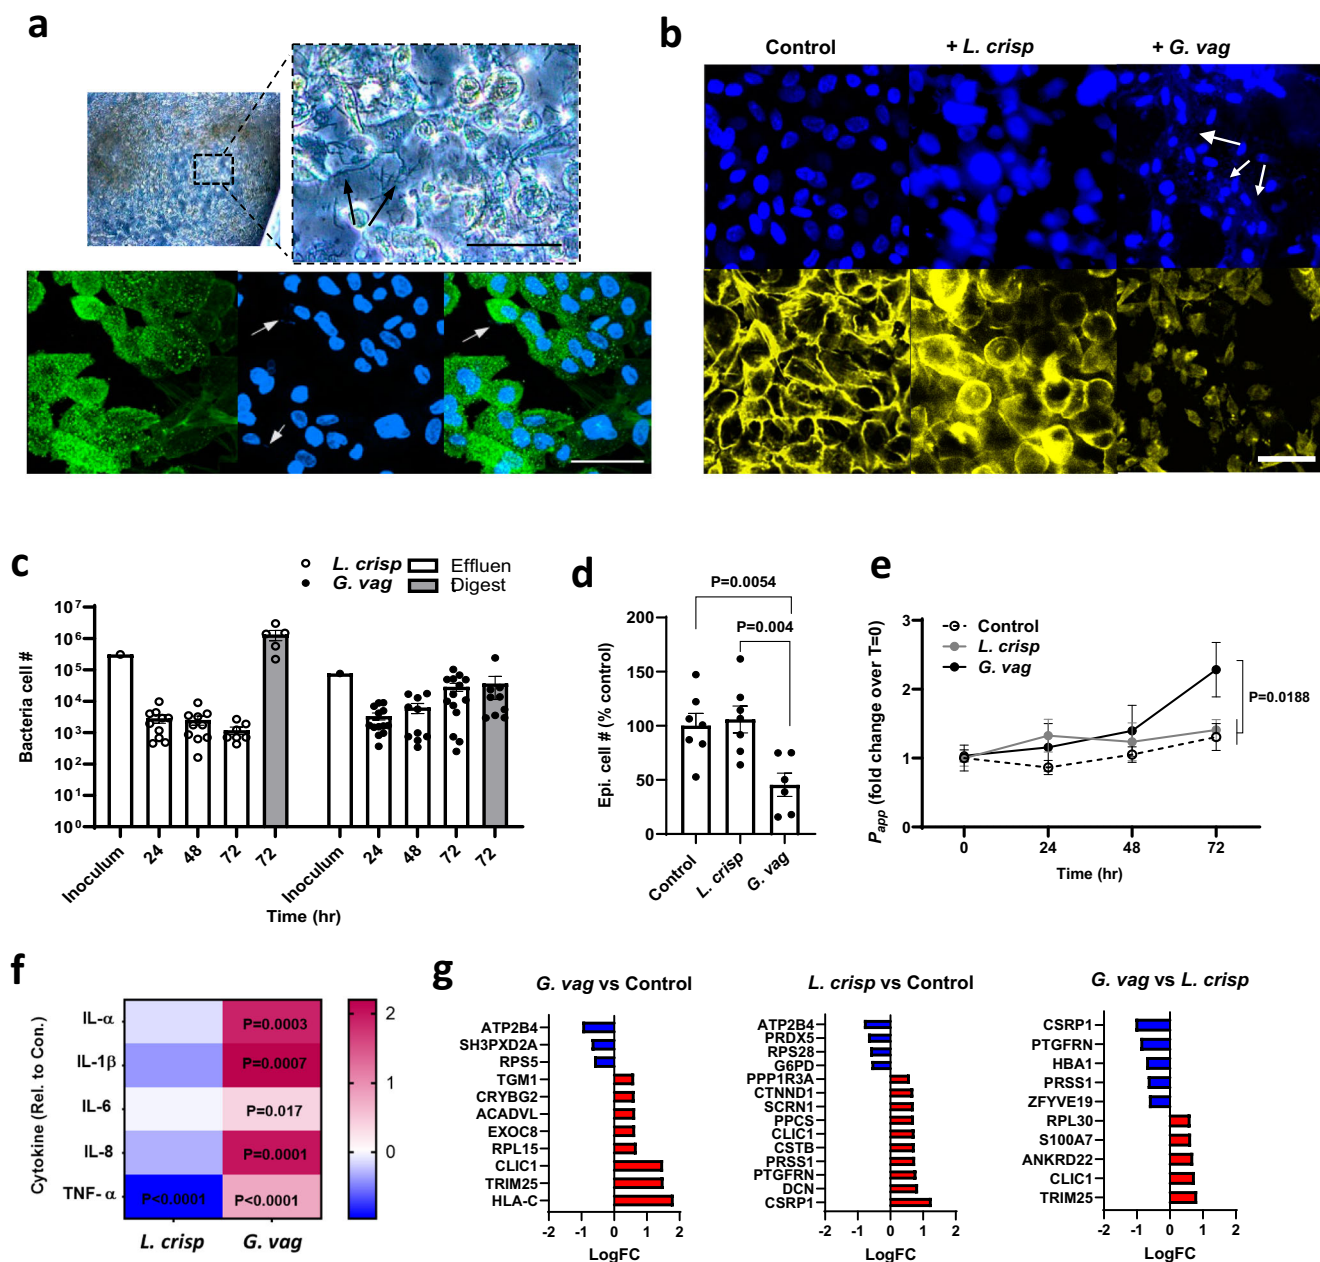 a
b
Control
+ L. crisp
+ G. vag
c
L. crisp
Effluen
G. vag
Digest
Bacteria cell #
10⁷
10⁶
10⁵
10⁴
10³
10²
10¹
10⁰
Inoculum
24
48
72
72
Inoculum
24
48
72
72
Time (hr)
d
P=0.0054
P=0.004
Epi. cell # (% control)
200
150
100
50
0
Control
L. crisp
G. vag
e
Papp (fold change over T=0)
3
2
1
0
Control
L. crisp
G. vag
P=0.0188
0
24
48
72
Time (hr)
f
Cytokine (Rel. to Con.)
IL-α
P=0.0003
IL-1β
P=0.0007
IL-6
P=0.017
IL-8
P=0.0001
TNF- α
P<0.0001
P<0.0001
L. crisp
G. vag
2
1
0
g
G. vag vs Control
ATP2B4
SH3PXD2A
RPS5
TGM1
CRYBG2
ACADVL
EXOC8
RPL15
CLIC1
TRIM25
HLA-C
-2
-1
0
1
2
LogFC
L. crisp vs Control
ATP2B4
PRDX5
RPS28
G6PD
PPP1R3A
CTNND1
SCRN1
PPCS
CLIC1
CSTB
PRSS1
PTGFRN
DCN
CSRP1
-2
-1
0
1
2
LogFC
G. vag vs L. crisp
CSRP1
PTGFRN
HBA1
PRSS1
ZFYVE19
RPL30
S100A7
ANKRD22
CLIC1
TRIM25
-2
-1
0
1
2
LogFC